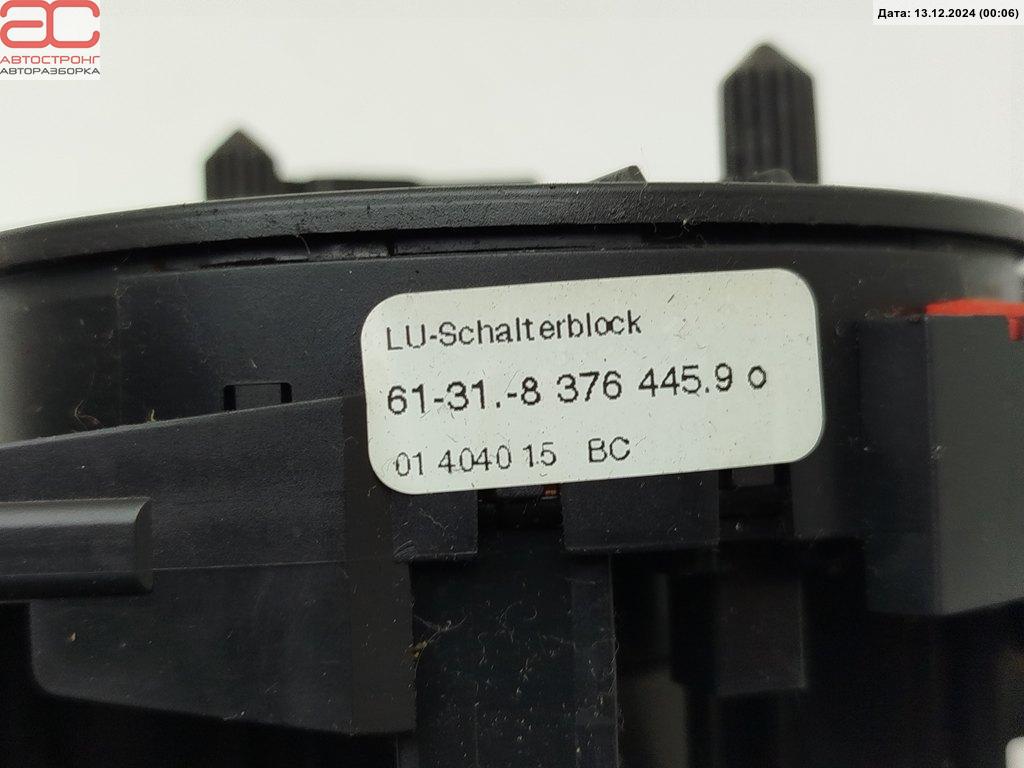 Дата: 13.12.2024 (00:06)
АВТОСТРОНГ
АВТОРАЗБОРКА
LU-Schalterblock
61-31.-8 376 445.9 o
01 4040 15 BC